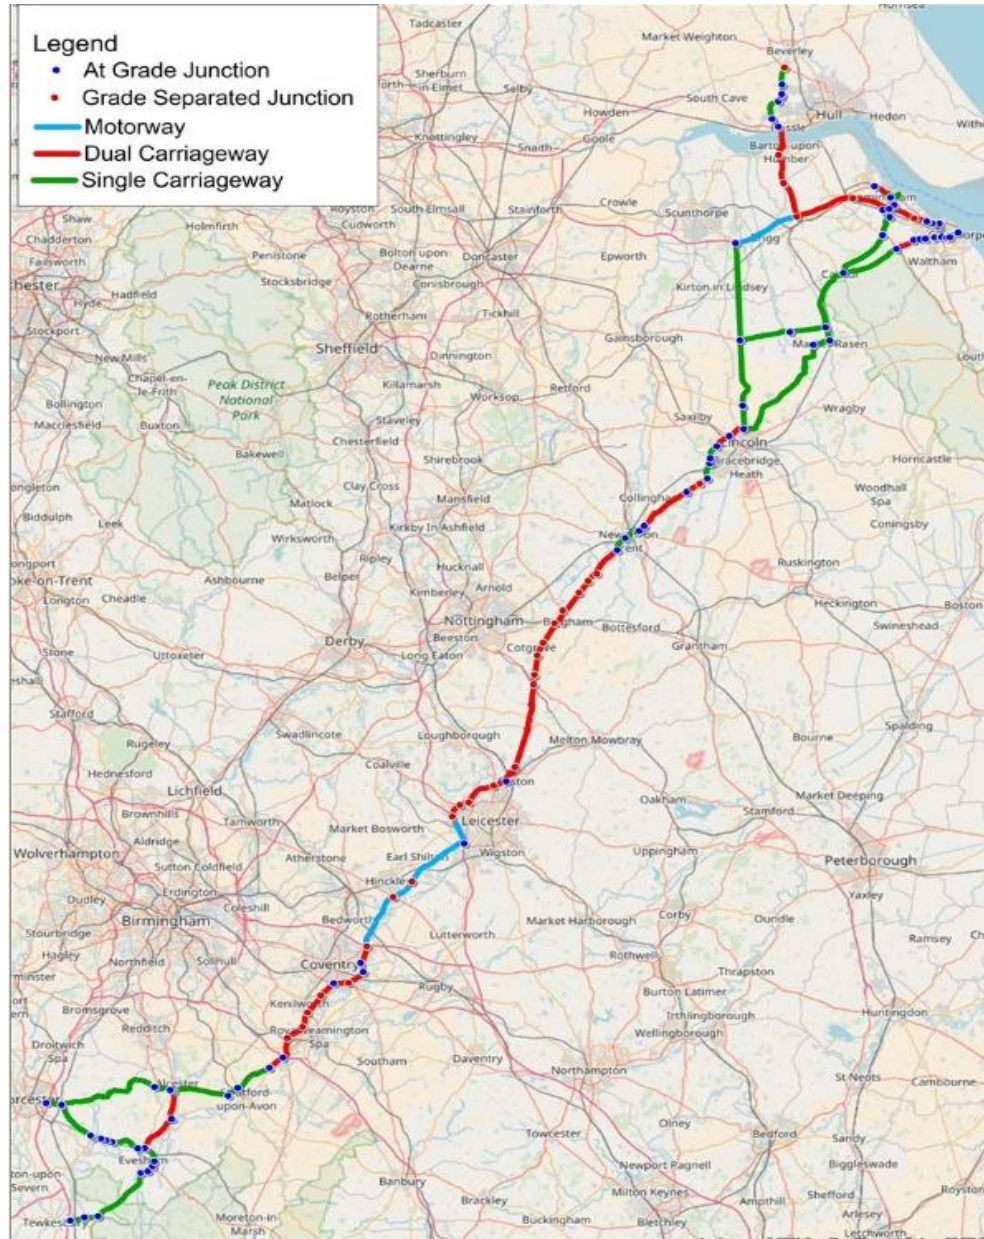 Legend
At Grade Junction
Grade Separated Junction
Motorway
Dual Carriageway
Single Carriageway
Tadcaster
Market Weighton
Beverley
Hornsea
Sherburn
in-Elmet
Selby
South Cave
Howden
Hull
Hedon
Knottingley
Snaith
Goole
Barton-upon
Humber
Royston
Cudworth
South Elmsall
Stainforth
Crowle
Scunthorpe
Shaw
Chadderton
Failsworth
Holmfirth
Penistone
Bolton upon
Dearne
Doncaster
Epworth
Waltham
Stocksbridge
Conisbrough
Kirton in Lindsey
Hyde
Hadfield
Stockport
Rotherham
Tickhill
Gainsborough
Sheffield
Dinnington
New Mills
Chapel-en
le-Frith
Peak District
National
Park
Killamarsh
Retford
Worksop
Saxilby
Wragby
Bollington
Macclesfield
Buxton
Staveley
Chesterfield
Lincoln
Bracebridge
Heath
Horncastle
Bakewell
Shirebrook
Woodhall
Spa
Clay Cross
Matlock
Mansfield
Collingham
Coningsby
Biddulph
Leek
Wirksworth
Kirkby In Ashfield
Ripley
Ruskington
Ashbourne
Belper
Hucknall
Kimberley
Arnold
Cheadle
Longton
Heckington
Boston
Nottingham
Beeston
Bottesford
Swineshead
Derby
Long Eaton
Cotgrave
Grantham
Stone
Uttoxeter
Stafford
Swadlincote
Loughborough
Melton Mowbray
Spalding
Bourne
Rugeley
Hednesford
Coalville
Lichfield
Oakham
Market Deeping
Stamford
Brownhills
Tamworth
Market Bosworth
Leicester
Aldridge
Wolverhampton
Sutton Coldfield
Atherstone
Earl Shilton
Wigston
Uppingham
Peterborough
Erdington
Dudley
Coleshill
Hinckley
Yaxley
Birmingham
Bedworth
Market Harborough
Corby
Oundle
Stourbridge
Hagley
Lutterworth
Ramsey
Northfield
Solihull
Coventry
Rothwell
Rugby
Thrapston
Kenilworth
Burton Latimer
Bromsgrove
Redditch
Irthlingborough
Huntingdon
Wellingborough
Droitwich
Spa
Royal Leamington
Spa
Southam
Daventry
Northampton
St Neots
Cambourne
Stratford-
upon-Avon
Olney
Towcester
Bedford
Sandy
Evesham
Biggleswade
Newport Pagnell
Banbury
Milton Keynes
Ampthill
Shefford
Brackley
Royston
Moreton-in-
Marsh
Buckingham
Bletchley
Arlesey
Letchworth